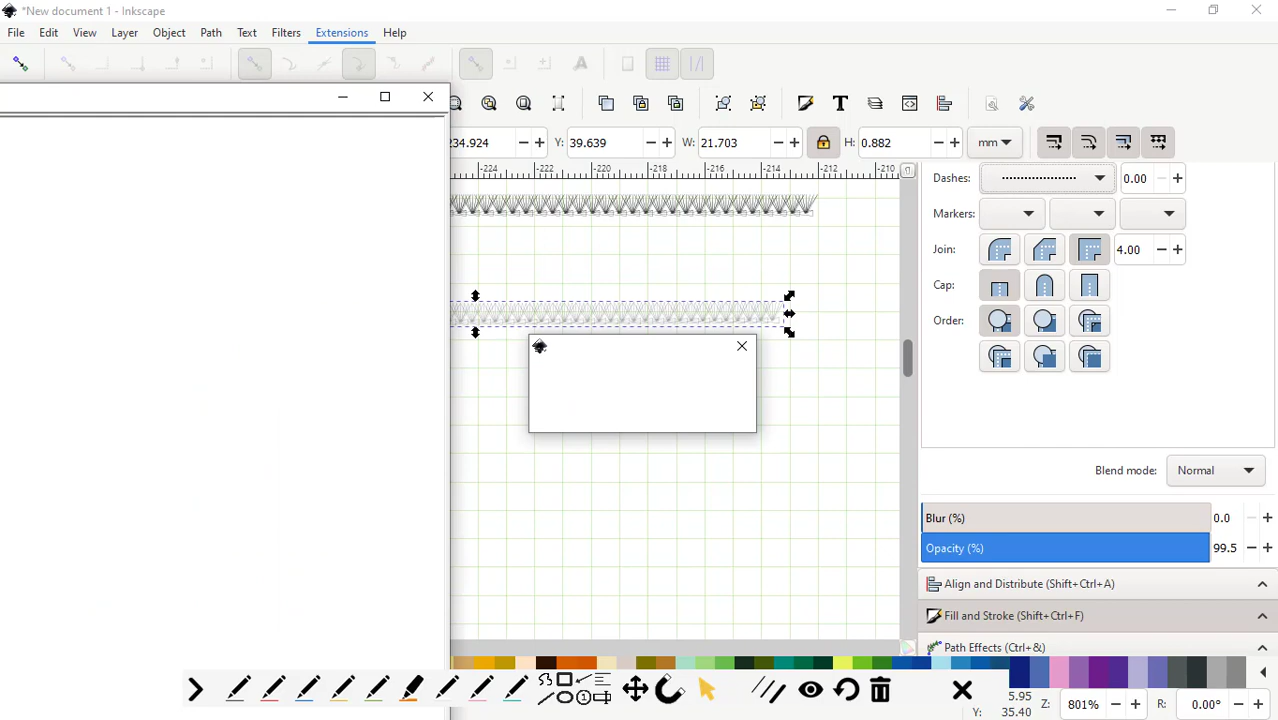 *New document 1 - Inkscape
File Edit View Layer Object Path Text Filters Extensions Help
234.924 Y: 39.639 W: 21.703 H: 0.882 mm
-224 -222 -220 -218 -216 -214 -212 -210
Dashes: 0.00
Markers:
Join: 4.00
Cap:
Order:
Blend mode: Normal
Blur (%) 0.0
Opacity (%) 99.5
Align and Distribute (Shift+Ctrl+A)
Fill and Stroke (Shift+Ctrl+F)
Path Effects (Ctrl+&)
5.95
Y: 35.40
Z: 801% R: 0.00°